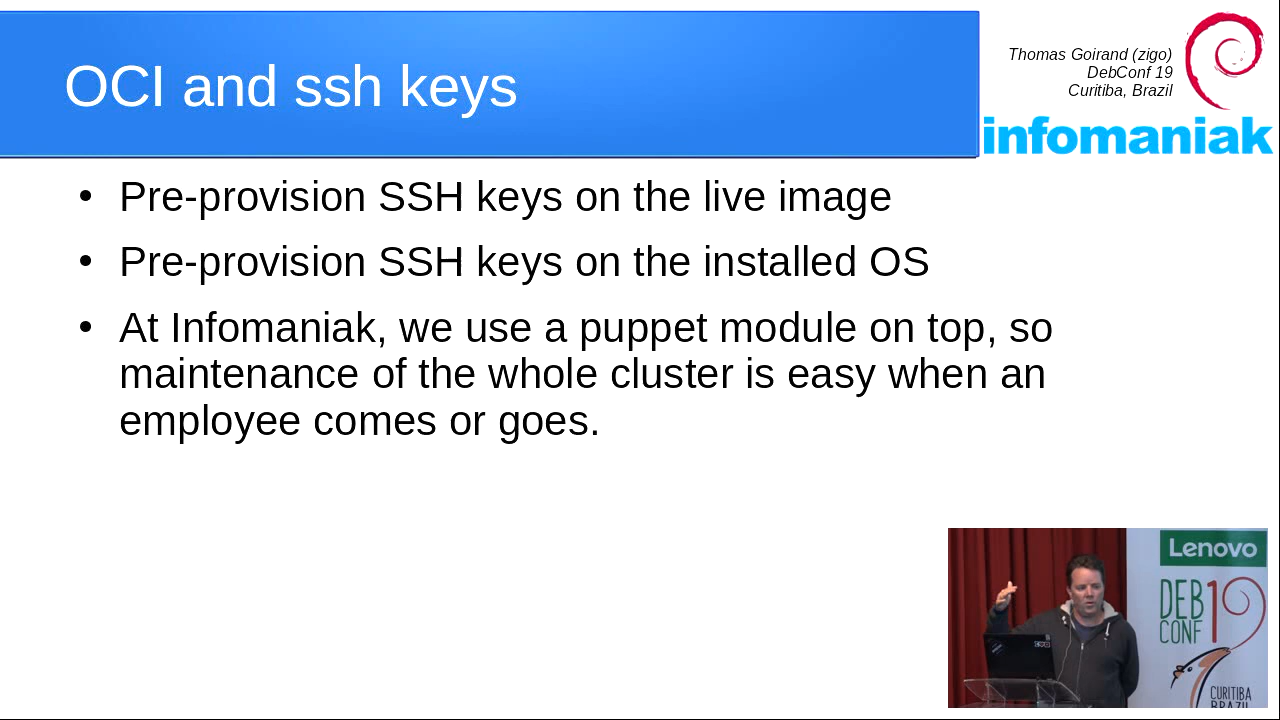 OCI and ssh keys
Thomas Goirand (zigo)
DebConf 19
Curitiba, Brazil
infomaniak
• Pre-provision SSH keys on the live image
• Pre-provision SSH keys on the installed OS
• At Infomaniak, we use a puppet module on top, so
maintenance of the whole cluster is easy when an
employee comes or goes.
Lenovo
DEB19
CONF
CURITIBA
BRAZIL